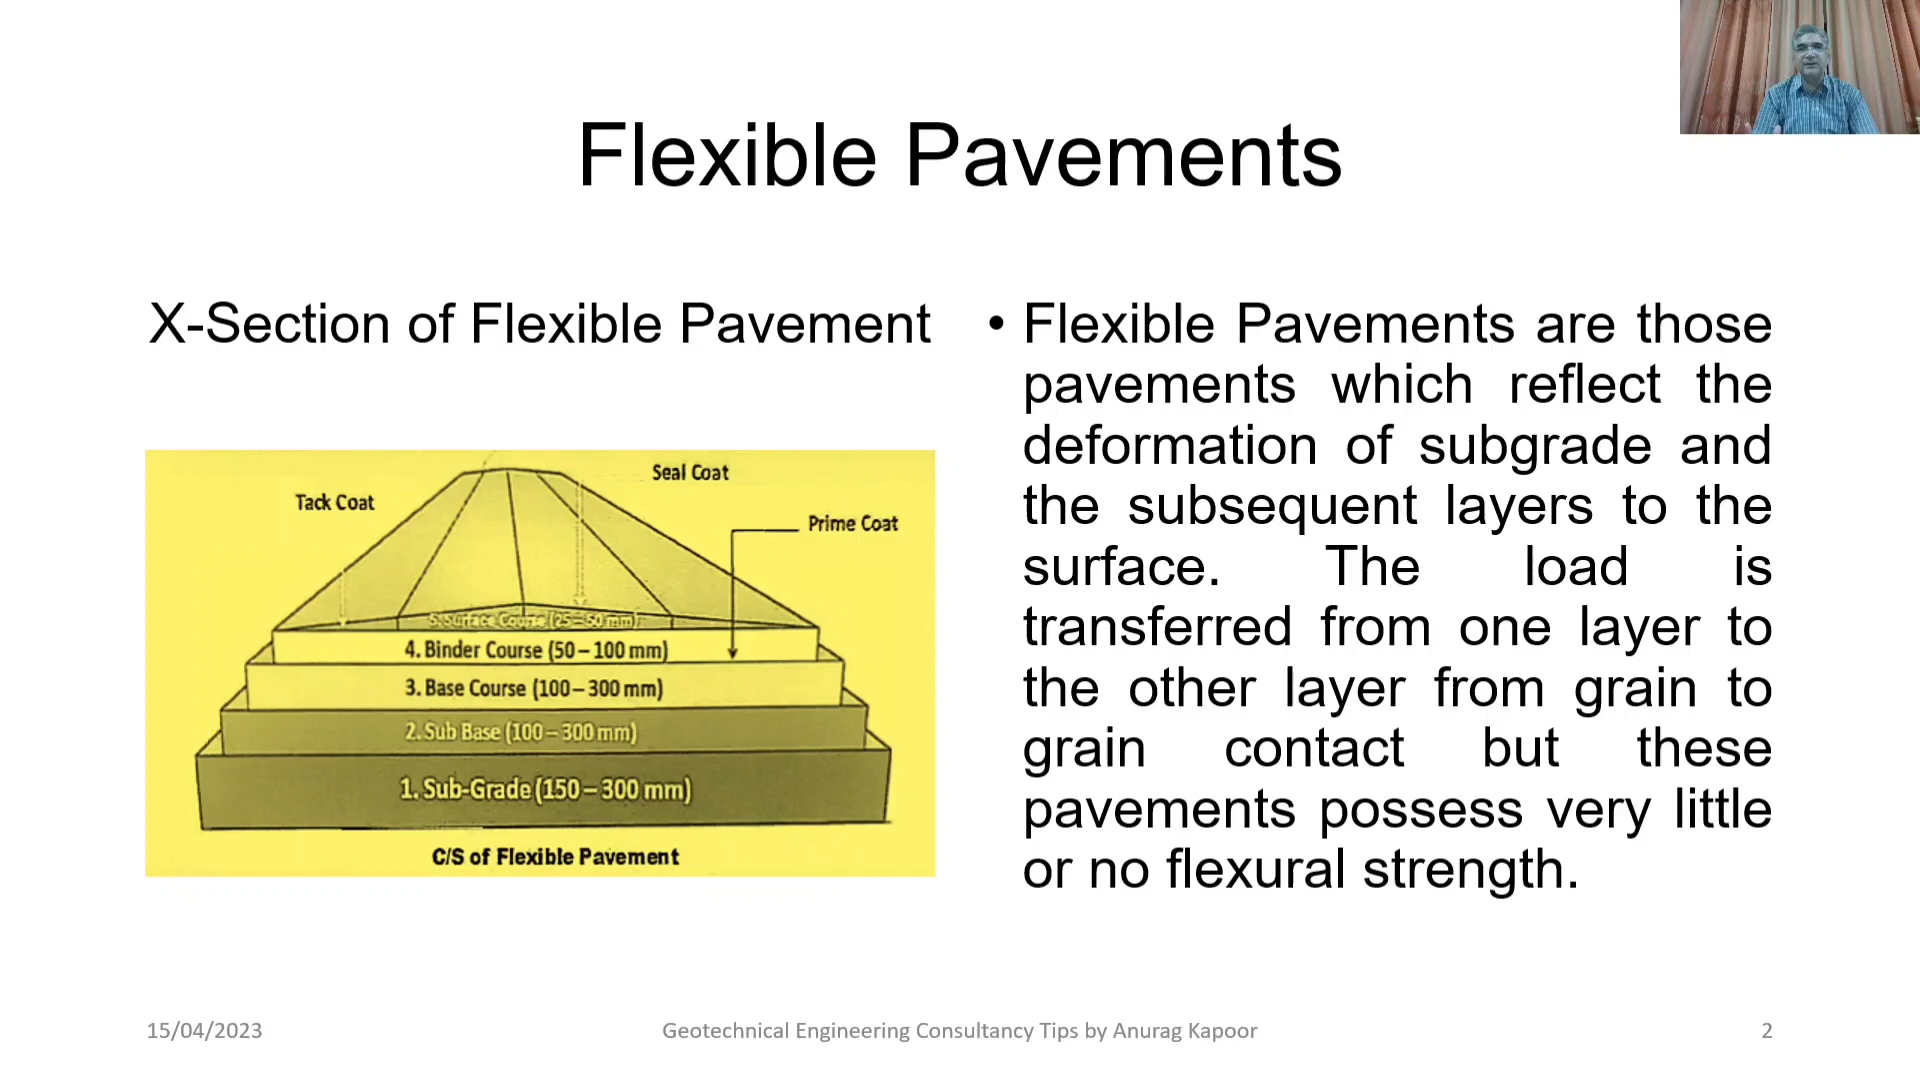 Flexible Pavements
X-Section of Flexible Pavement
Tack Coat
Seal Coat
Prime Coat
5. Surface Course (25 – 50 mm)
4. Binder Course (50 – 100 mm)
3. Base Course (100 – 300 mm)
2. Sub Base (100 – 300 mm)
1. Sub-Grade (150 – 300 mm)
C/S of Flexible Pavement
• Flexible Pavements are those
pavements which reflect the
deformation of subgrade and
the subsequent layers to the
surface. The load is
transferred from one layer to
the other layer from grain to
grain contact but these
pavements possess very little
or no flexural strength.
15/04/2023
Geotechnical Engineering Consultancy Tips by Anurag Kapoor
2